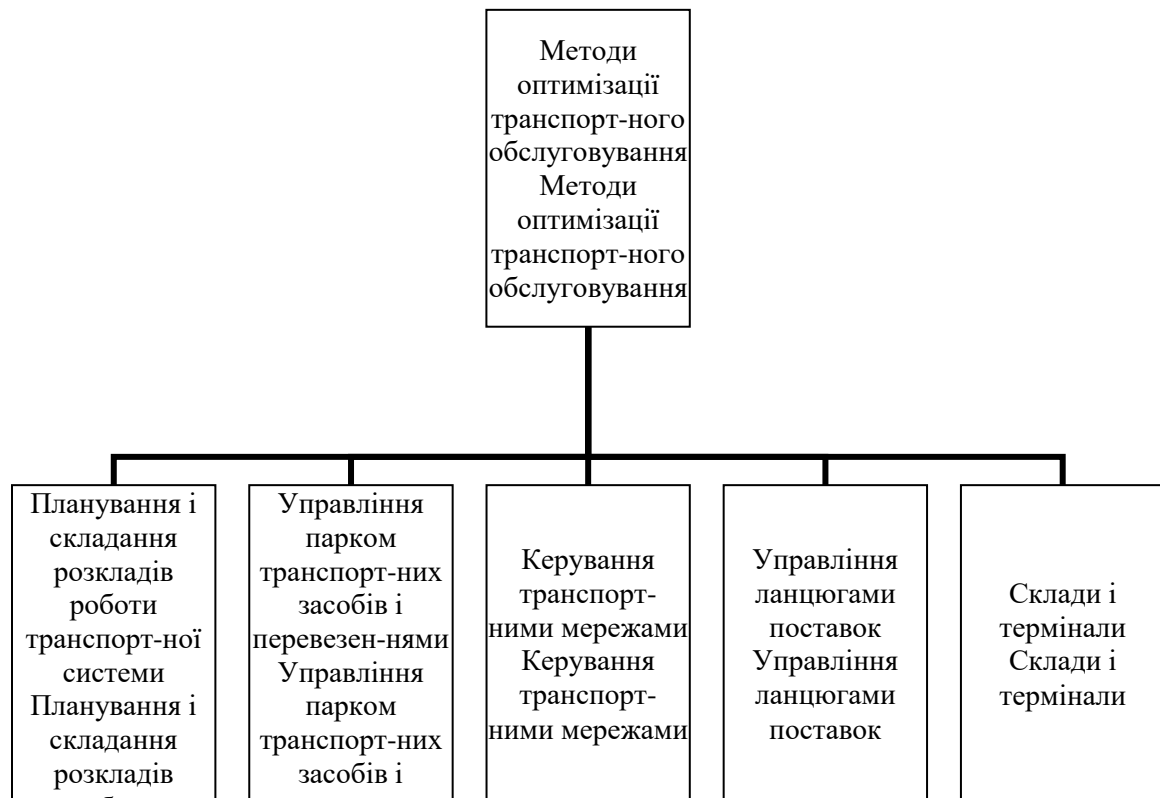 Методи
оптимізації
транспорт-ного
обслуговування
Методи
оптимізації
транспорт-ного
обслуговування
Планування і
складання
розкладів
роботи
транспорт-ної
системи
Планування і
складання
розкладів
Управління
парком
транспорт-них
засобів і
перевезен-нями
Управління
парком
транспорт-них
засобів і
Керування
транспорт-
ними мережами
Керування
транспорт-
ними мережами
Управління
ланцюгами
поставок
Управління
ланцюгами
поставок
Склади і
термінали
Склади і
термінали